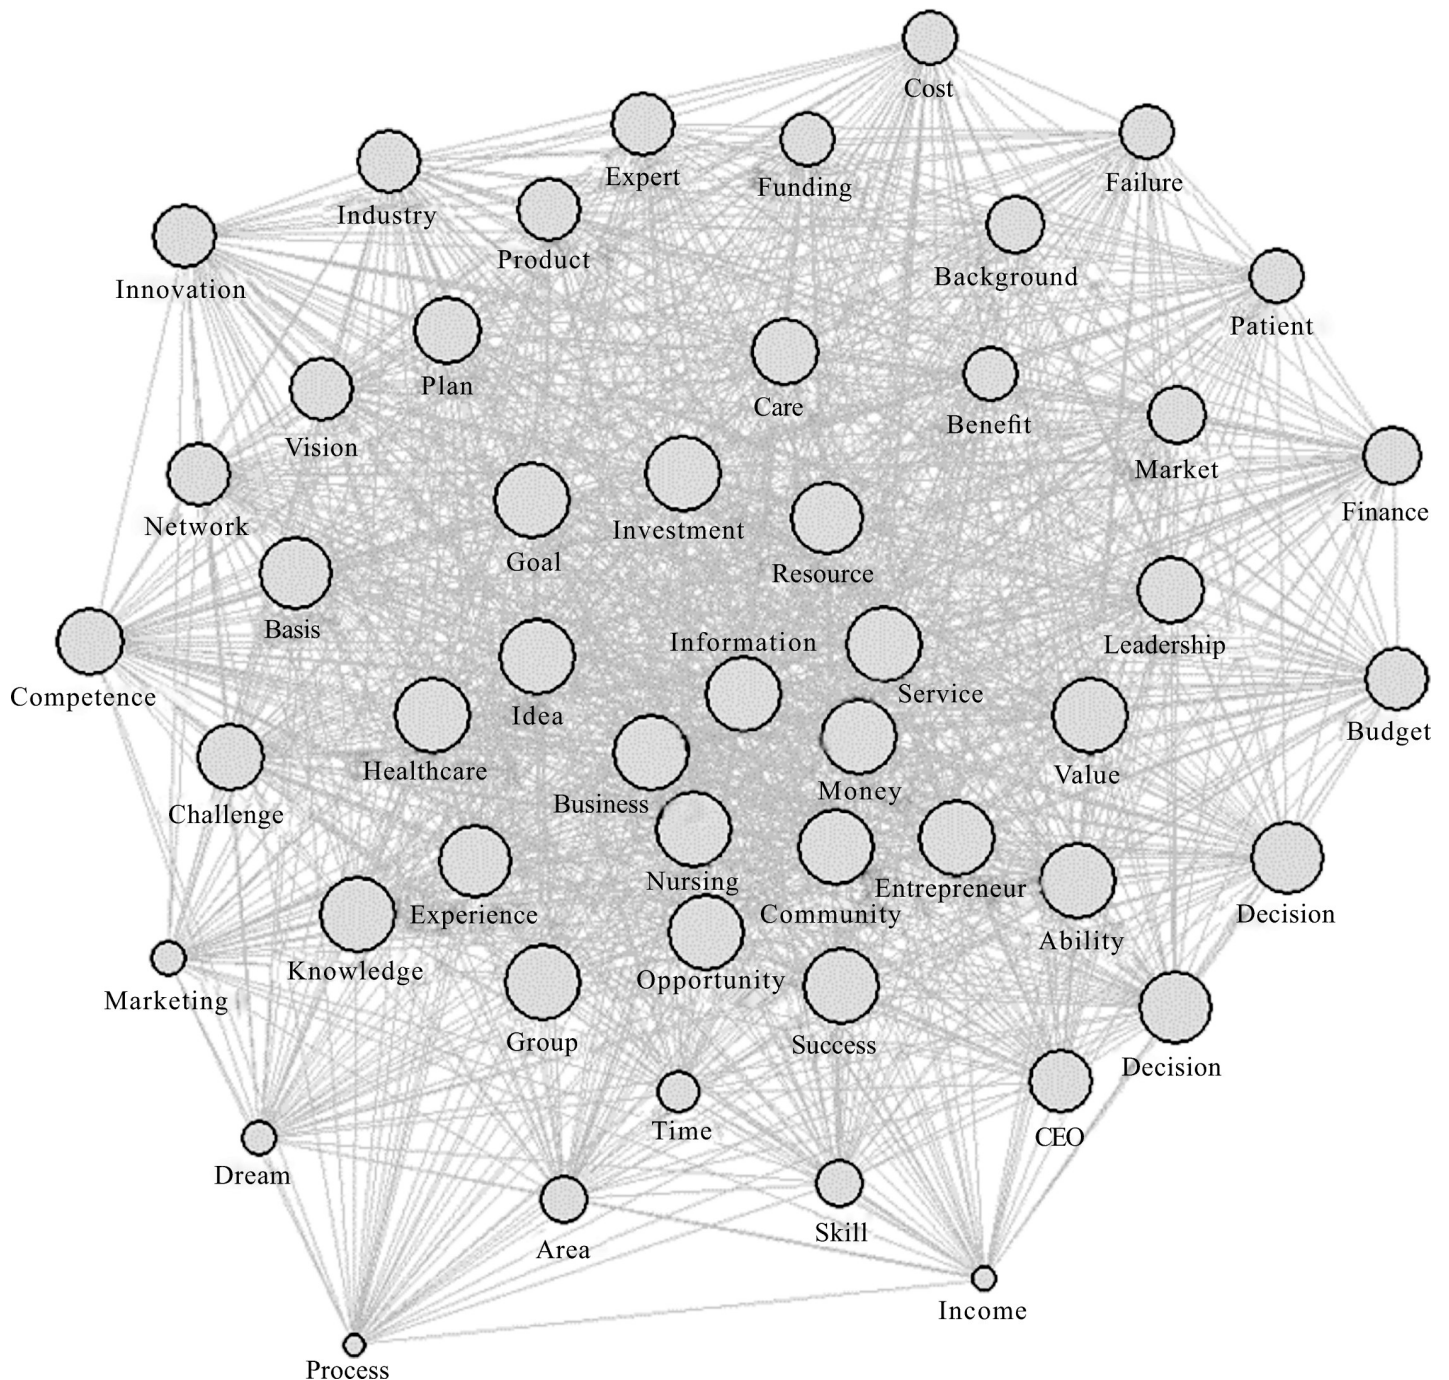 Cost
Expert
Funding
Failure
Industry
Product
Background
Innovation
Patient
Plan
Care
Benefit
Vision
Market
Network
Investment
Finance
Goal
Resource
Basis
Information
Leadership
Competence
Service
Idea
Budget
Healthcare
Value
Money
Business
Challenge
Nursing
Entrepreneur
Experience
Community
Decision
Ability
Knowledge
Opportunity
Marketing
Group
Success
Decision
Time
CEO
Dream
Skill
Area
Income
Process